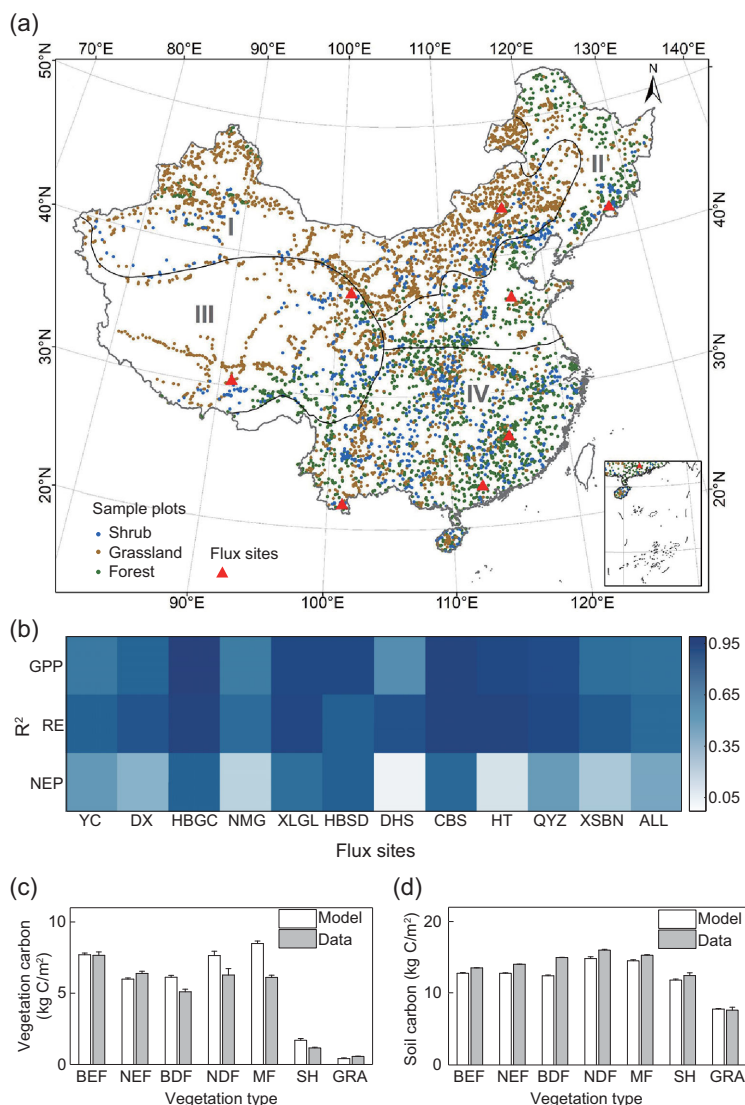 (a)
70°E 80°E 90°E 100°E 110°E 120°E 130°E 140°E
50°N
40°N
30°N
20°N
50°N
40°N
30°N
20°N
N
I
II
III
IV
Sample plots
Shrub
Grassland
Forest
Flux sites
90°E 100°E 110°E 120°E
(b)
R²
GPP
RE
NEP
0.95
0.65
0.35
0.05
YC DX HBGC NMG XLGL HBSD DHS CBS HT QYZ XSBN ALL
Flux sites
(c)
Vegetation carbon
(kg C/m²)
10
5
0
Model
Data
BEF NEF BDF NDF MF SH GRA
Vegetation type
(d)
Soil carbon (kg C/m²)
20
10
0
Model
Data
BEF NEF BDF NDF MF SH GRA
Vegetation type